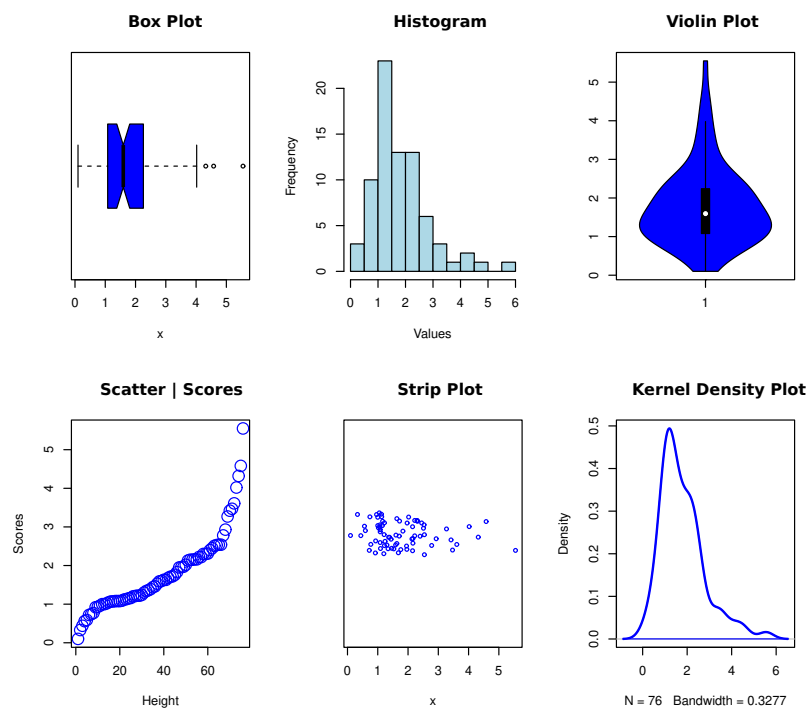 Box Plot
0 1 2 3 4 5
x
Histogram
Frequency
0 5 10 20
0 1 2 3 4 5 6
Values
Violin Plot
0 1 2 3 4 5
1
Scatter | Scores
Scores
0 1 2 3 4 5
0 20 40 60
Height
Strip Plot
0 1 2 3 4 5
x
Kernel Density Plot
Density
0.0 0.1 0.2 0.3 0.4 0.5
0 2 4 6
N = 76 Bandwidth = 0.3277